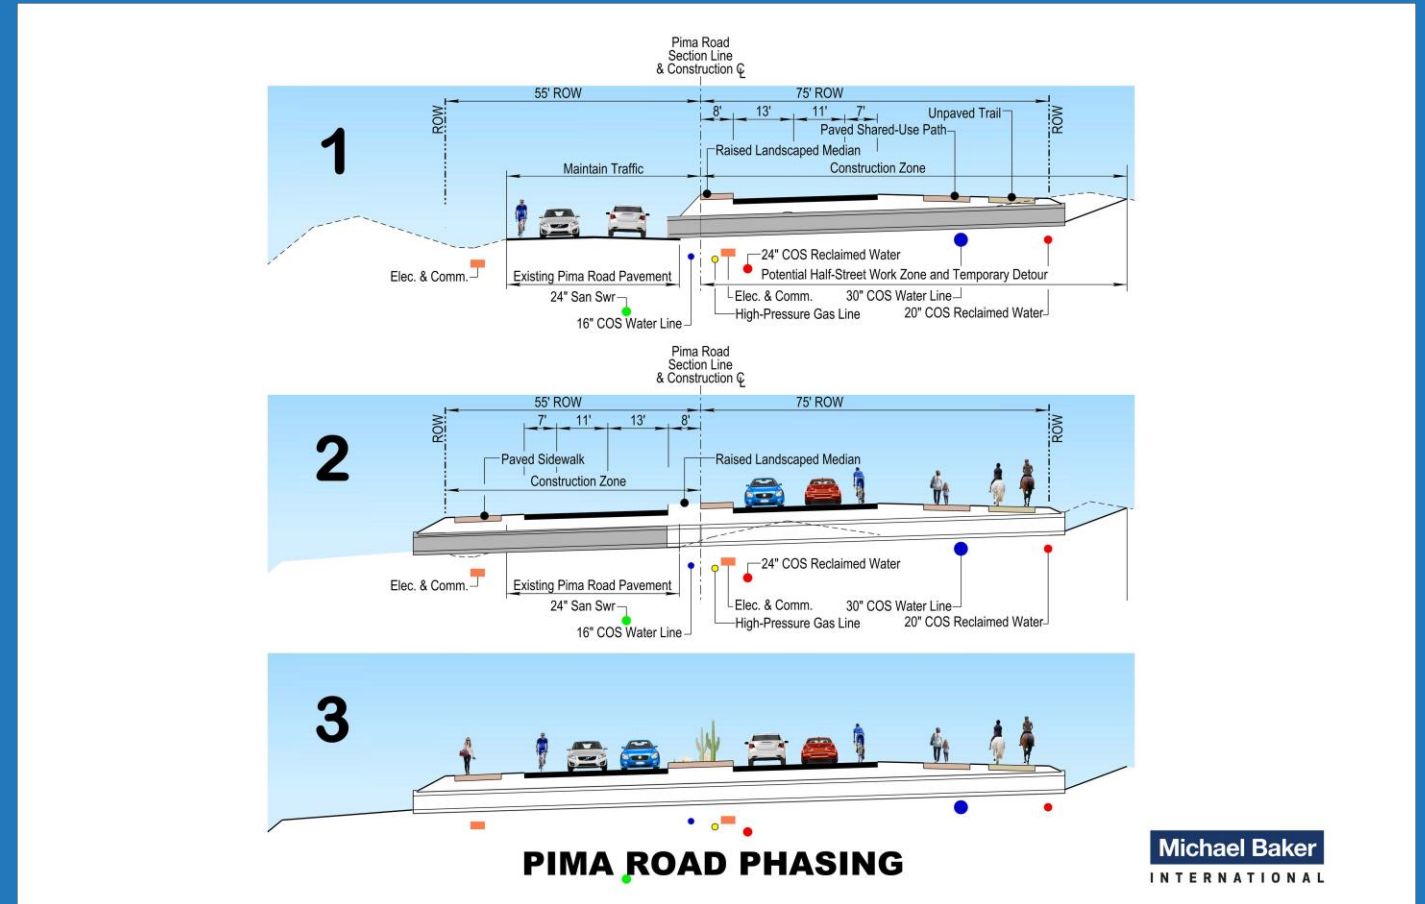 Pima Road
Section Line
& Construction ℄
55' ROW
75' ROW
ROW
8'
13'
11'
7'
Unpaved Trail
ROW
Paved Shared-Use Path
1
Raised Landscaped Median
Maintain Traffic
Construction Zone
24" COS Reclaimed Water
Elec. & Comm.
Existing Pima Road Pavement
Potential Half-Street Work Zone and Temporary Detour
24" San Swr
Elec. & Comm.
30" COS Water Line
16" COS Water Line
High-Pressure Gas Line
20" COS Reclaimed Water
Pima Road
Section Line
& Construction ℄
55' ROW
75' ROW
ROW
7'
11'
13'
8'
ROW
2
Paved Sidewalk
Raised Landscaped Median
Construction Zone
24" COS Reclaimed Water
Elec. & Comm.
Existing Pima Road Pavement
24" San Swr
Elec. & Comm.
30" COS Water Line
16" COS Water Line
High-Pressure Gas Line
20" COS Reclaimed Water
3
PIMA ROAD PHASING
Michael Baker
INTERNATIONAL